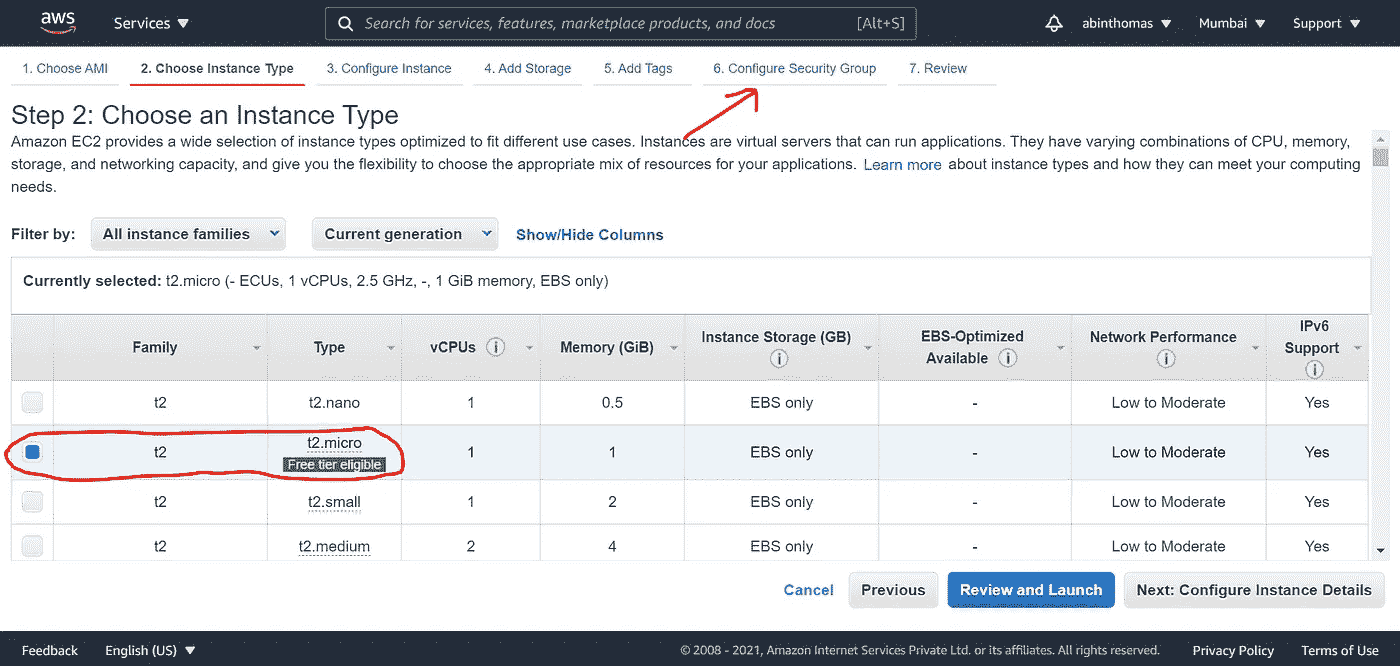 aws Services Search for services, features, marketplace products, and docs [Alt+S] abinthomas Mumbai Support
1. Choose AMI 2. Choose Instance Type 3. Configure Instance 4. Add Storage 5. Add Tags 6. Configure Security Group 7. Review
Step 2: Choose an Instance Type
Amazon EC2 provides a wide selection of instance types optimized to fit different use cases. Instances are virtual servers that can run applications. They have varying combinations of CPU, memory,
storage, and networking capacity, and give you the flexibility to choose the appropriate mix of resources for your applications. Learn more about instance types and how they can meet your computing
needs.
Filter by: All instance families Current generation Show/Hide Columns
Currently selected: t2.micro (- ECUs, 1 vCPUs, 2.5 GHz, -, 1 GiB memory, EBS only)
Family Type vCPUs i Memory (GiB) Instance Storage (GB) i EBS-Optimized Available i Network Performance i IPv6 Support i
t2 t2.nano 1 0.5 EBS only - Low to Moderate Yes
t2 t2.micro Free tier eligible 1 1 EBS only - Low to Moderate Yes
t2 t2.small 1 2 EBS only - Low to Moderate Yes
t2 t2.medium 2 4 EBS only - Low to Moderate Yes
Cancel Previous Review and Launch Next: Configure Instance Details
Feedback English (US) © 2008 - 2021, Amazon Internet Services Private Ltd. or its affiliates. All rights reserved. Privacy Policy Terms of Use